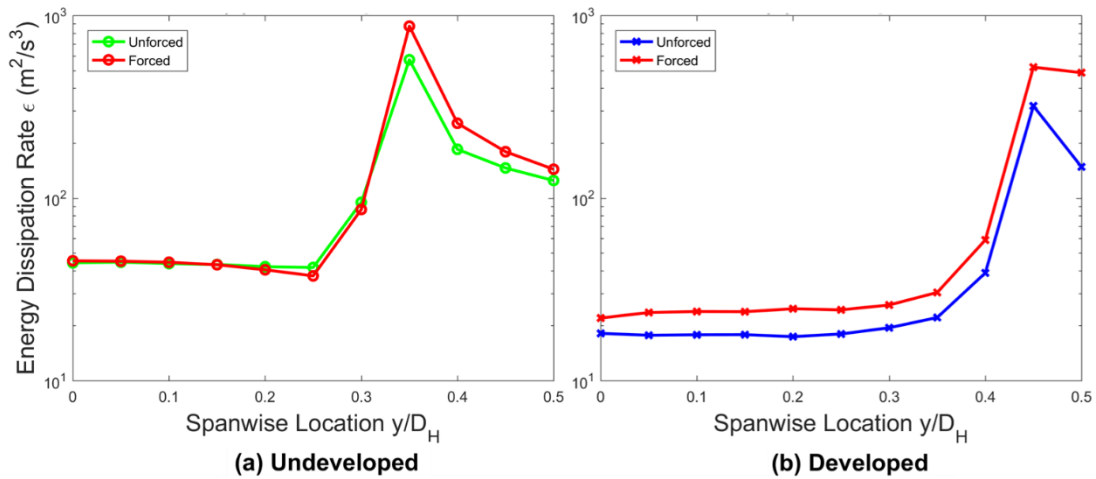 Energy Dissipation Rate ϵ (m²/s³)
10³
10²
10¹
Unforced
Forced
0 0.1 0.2 0.3 0.4 0.5
Spanwise Location y/D_H
(a) Undeveloped
10³
10²
10¹
Unforced
Forced
0 0.1 0.2 0.3 0.4 0.5
Spanwise Location y/D_H
(b) Developed